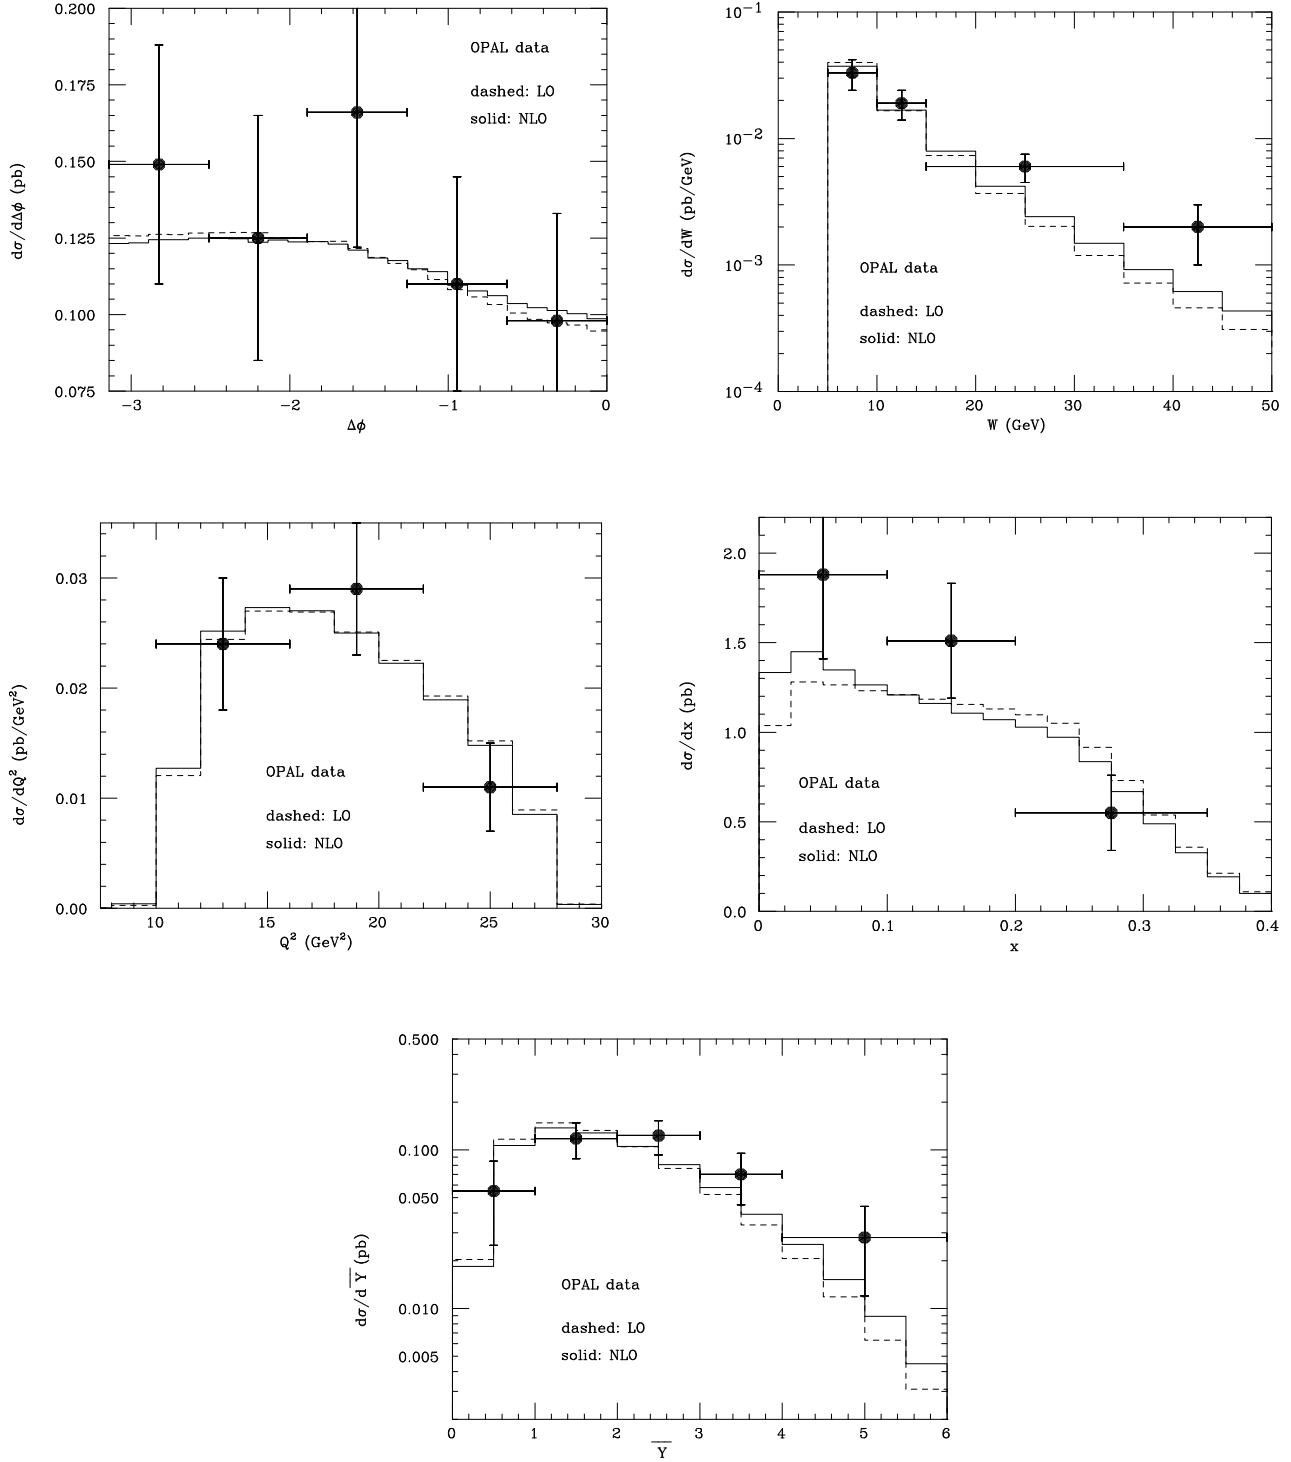 0.200
0.175
0.150
0.125
0.100
0.075
dσ/dΔϕ (pb)
OPAL data
dashed: LO
solid: NLO
−3 −2 −1 0
Δϕ
10⁻¹
10⁻²
10⁻³
10⁻⁴
dσ/dW (pb/GeV)
OPAL data
dashed: LO
solid: NLO
0 10 20 30 40 50
W (GeV)
0.03
0.02
0.01
0.00
dσ/dQ² (pb/GeV²)
OPAL data
dashed: LO
solid: NLO
10 15 20 25 30
Q² (GeV²)
2.0
1.5
1.0
0.5
0.0
dσ/dx (pb)
OPAL data
dashed: LO
solid: NLO
0 0.1 0.2 0.3 0.4
x
0.500
0.100
0.050
0.010
0.005
dσ/dY̅ (pb)
OPAL data
dashed: LO
solid: NLO
0 1 2 3 4 5 6
Y̅